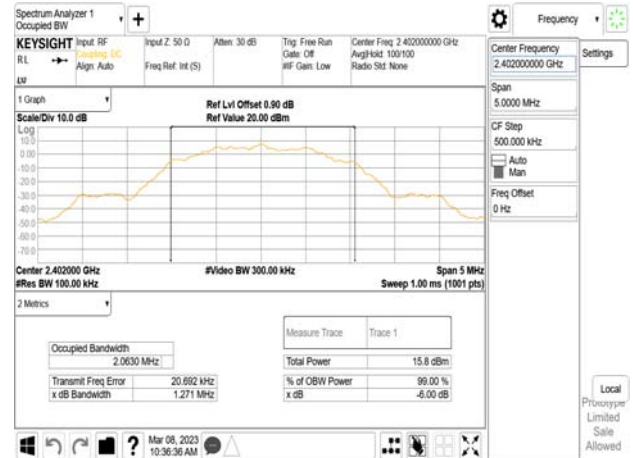 Spectrum Analyzer 1
Occupied BW
Frequency
KEYSIGHT
Input: RF
Input Z: 50 Ω
Atten: 30 dB
Trig: Free Run
Center Freq: 2.402000000 GHz
RL
Coupling: DC
Gate: Off
Avg|Hold: 100/100
Align: Auto
Freq Ref: Int (S)
#IF Gain: Low
Radio Std: None
LXI
Center Frequency
2.402000000 GHz
Settings
Span
5.0000 MHz
CF Step
500.000 kHz
Auto
Man
Freq Offset
0 Hz
1 Graph
Ref Lvl Offset 0.90 dB
Scale/Div 10.0 dB
Ref Value 20.00 dBm
Log
10.0
0.00
-30.0
-40.0
-50.0
-60.0
-70.0
Center 2.402000 GHz
#Video BW 300.00 kHz
Span 5 MHz
#Res BW 100.00 kHz
Sweep 1.00 ms (1001 pts)
2 Metrics
Measure Trace
Trace 1
Occupied Bandwidth
2.0630 MHz
Total Power
15.8 dBm
Transmit Freq Error
20.692 kHz
% of OBW Power
99.00 %
x dB Bandwidth
1.271 MHz
x dB
-6.00 dB
Local
Prototype
Limited
Sale
Allowed
?
Mar 08, 2023
10:36:36 AM